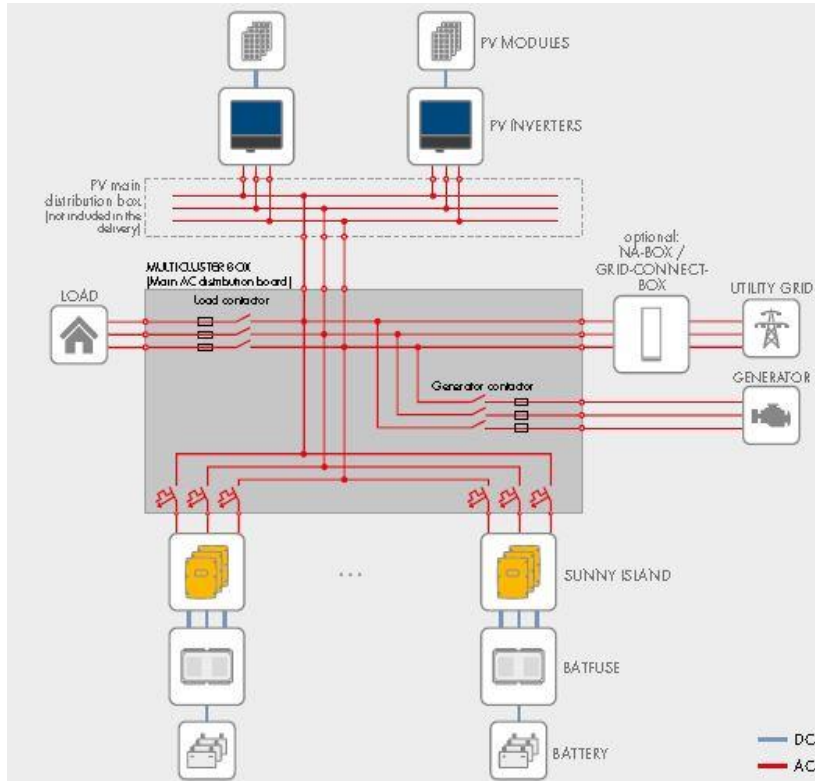 PV MODULES
PV INVERTERS
PV main
distribution box
(not included in the
delivery)
optional:
NA-BOX /
GRID-CONNECT-
BOX
MULTICLUSTER BOX
(Main AC distribution board)
LOAD
Load contactor
UTILITY GRID
GENERATOR
Generator contactor
...
SUNNY ISLAND
BATFUSE
BATTERY
DC
AC